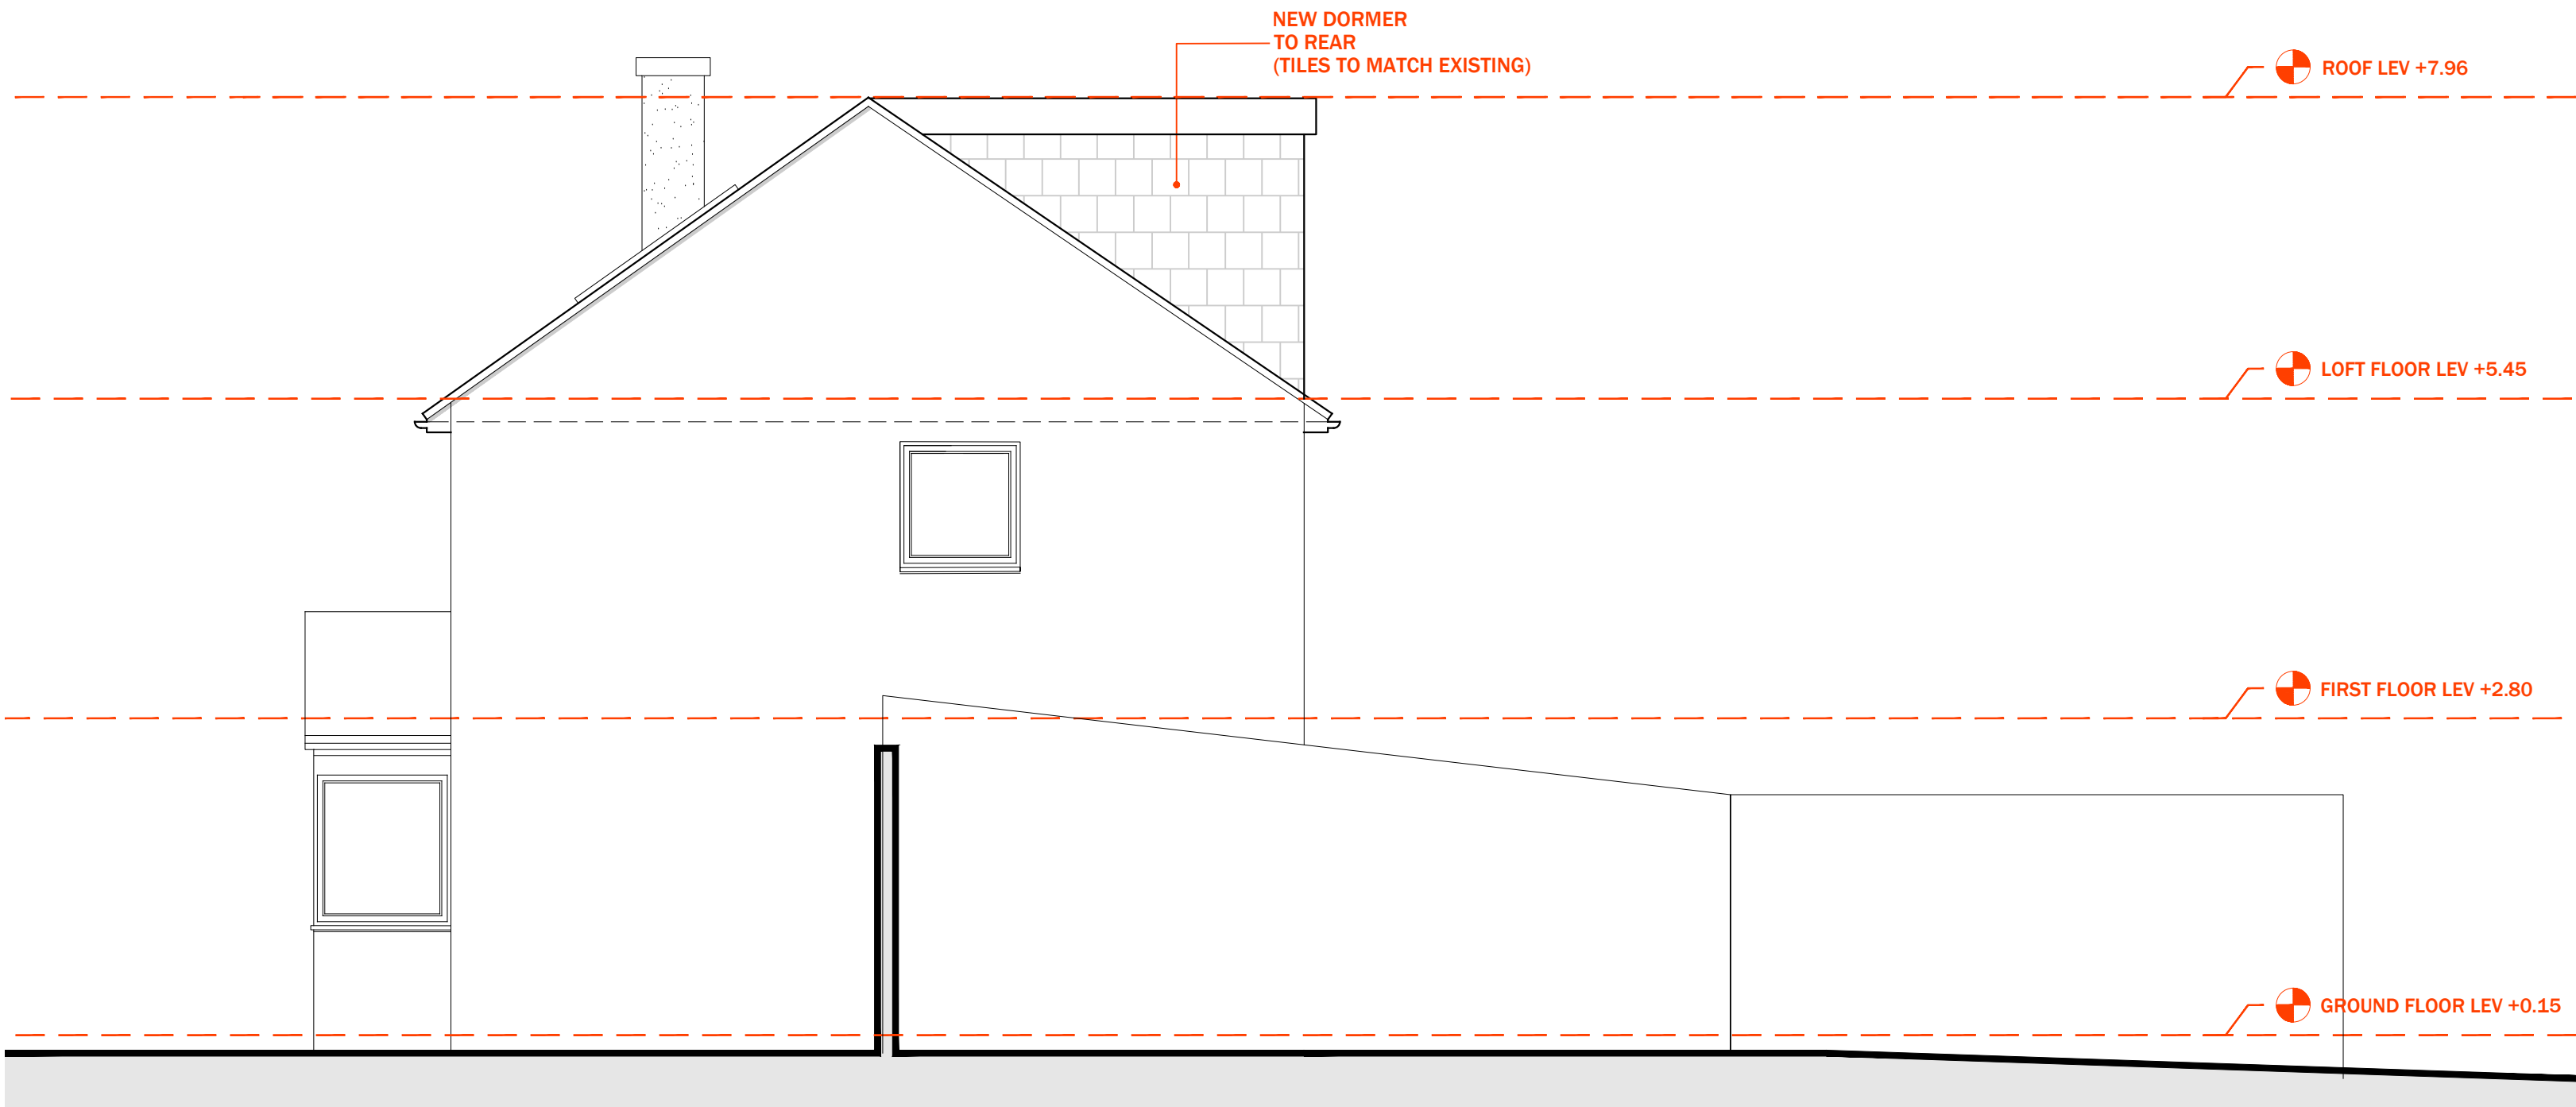 NEW DORMER
TO REAR
(TILES TO MATCH EXISTING)
ROOF LEV +7.96
LOFT FLOOR LEV +5.45
FIRST FLOOR LEV +2.80
GROUND FLOOR LEV +0.15